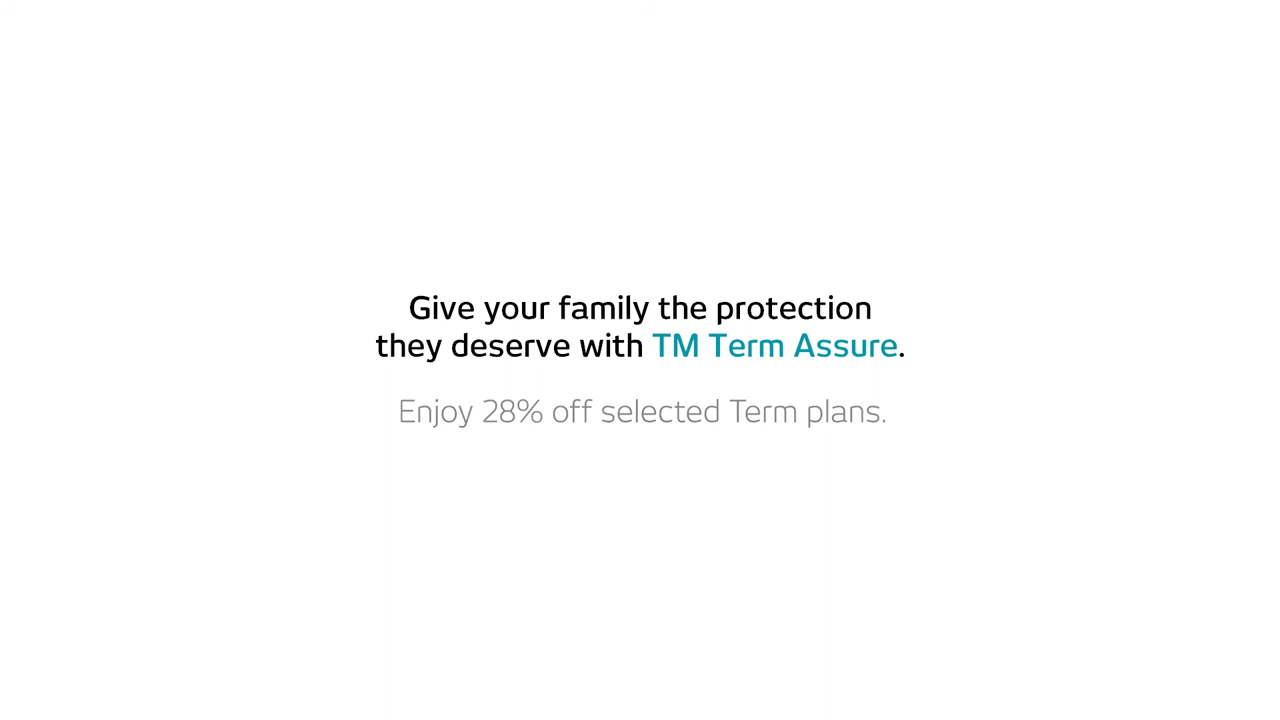 Give your family the protection
they deserve with TM Term Assure.
Enjoy 28% off selected Term plans.